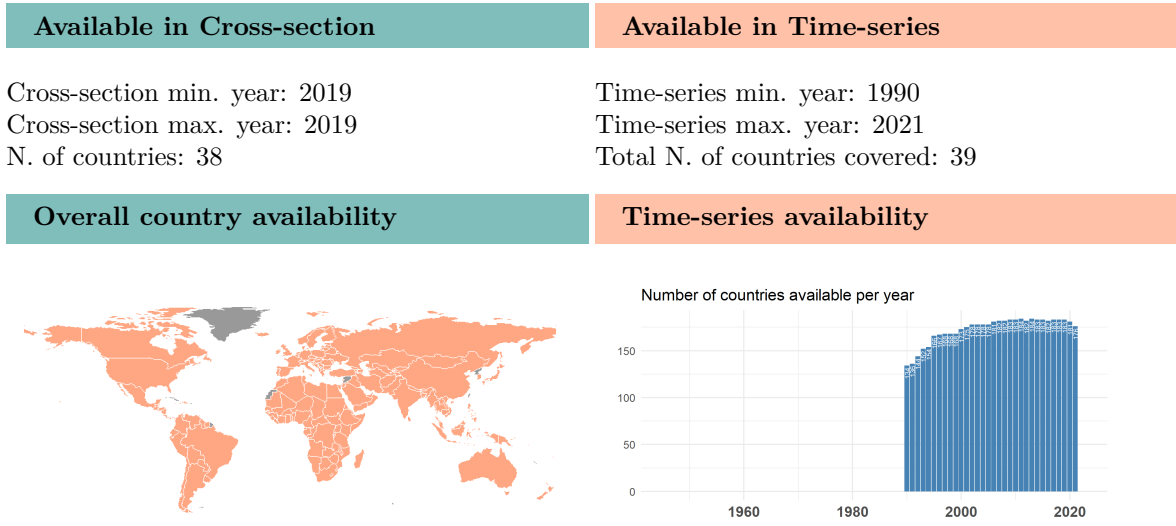 Available in Cross-section
Available in Time-series
Cross-section min. year: 2019
Cross-section max. year: 2019
N. of countries: 38
Time-series min. year: 1990
Time-series max. year: 2021
Total N. of countries covered: 39
Overall country availability
Time-series availability
Number of countries available per year
150
100
50
0
1960
1980
2000
2020